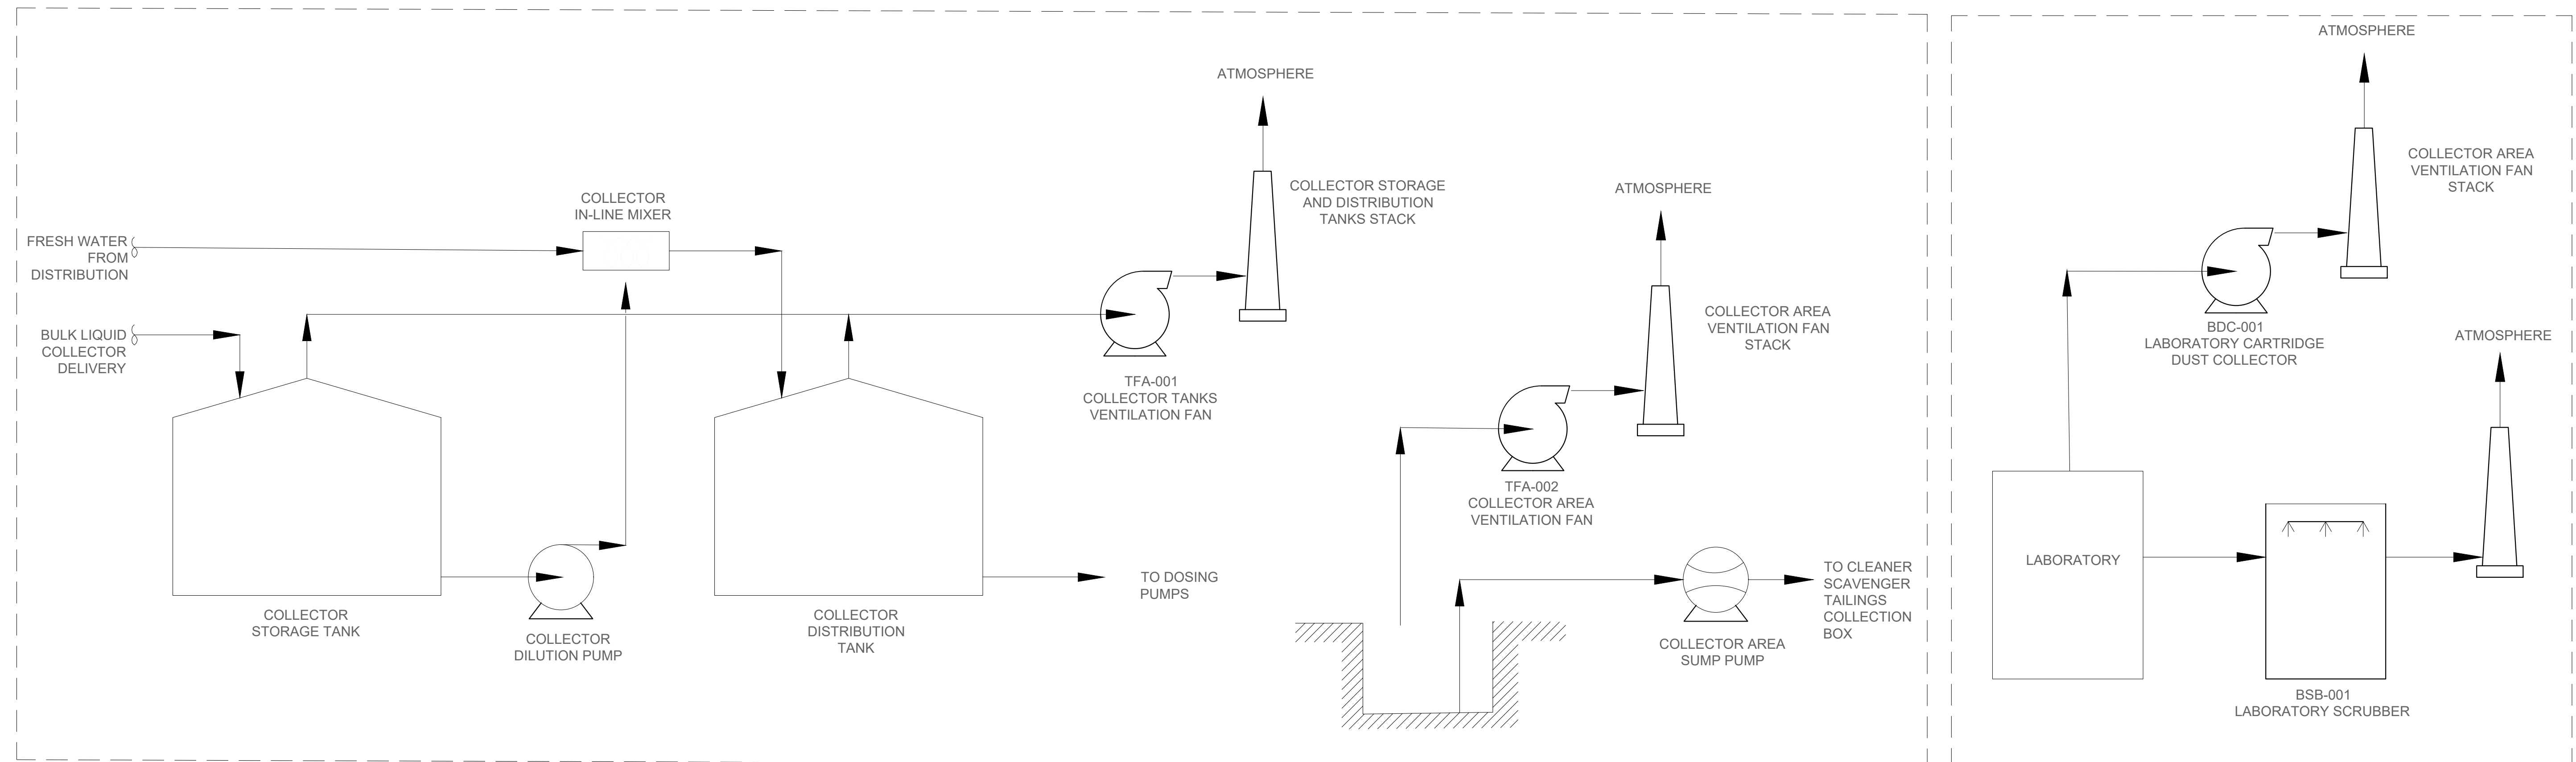 ATMOSPHERE
COLLECTOR STORAGE
AND DISTRIBUTION
TANKS STACK
COLLECTOR
IN-LINE MIXER
FRESH WATER
FROM
DISTRIBUTION
BULK LIQUID
COLLECTOR
DELIVERY
TFA-001
COLLECTOR TANKS
VENTILATION FAN
ATMOSPHERE
COLLECTOR AREA
VENTILATION FAN
STACK
TFA-002
COLLECTOR AREA
VENTILATION FAN
COLLECTOR
STORAGE TANK
COLLECTOR
DILUTION PUMP
COLLECTOR
DISTRIBUTION
TANK
TO DOSING
PUMPS
COLLECTOR AREA
SUMP PUMP
TO CLEANER
SCAVENGER
TAILINGS
COLLECTION
BOX
ATMOSPHERE
COLLECTOR AREA
VENTILATION FAN
STACK
BDC-001
LABORATORY CARTRIDGE
DUST COLLECTOR
ATMOSPHERE
LABORATORY
BSB-001
LABORATORY SCRUBBER